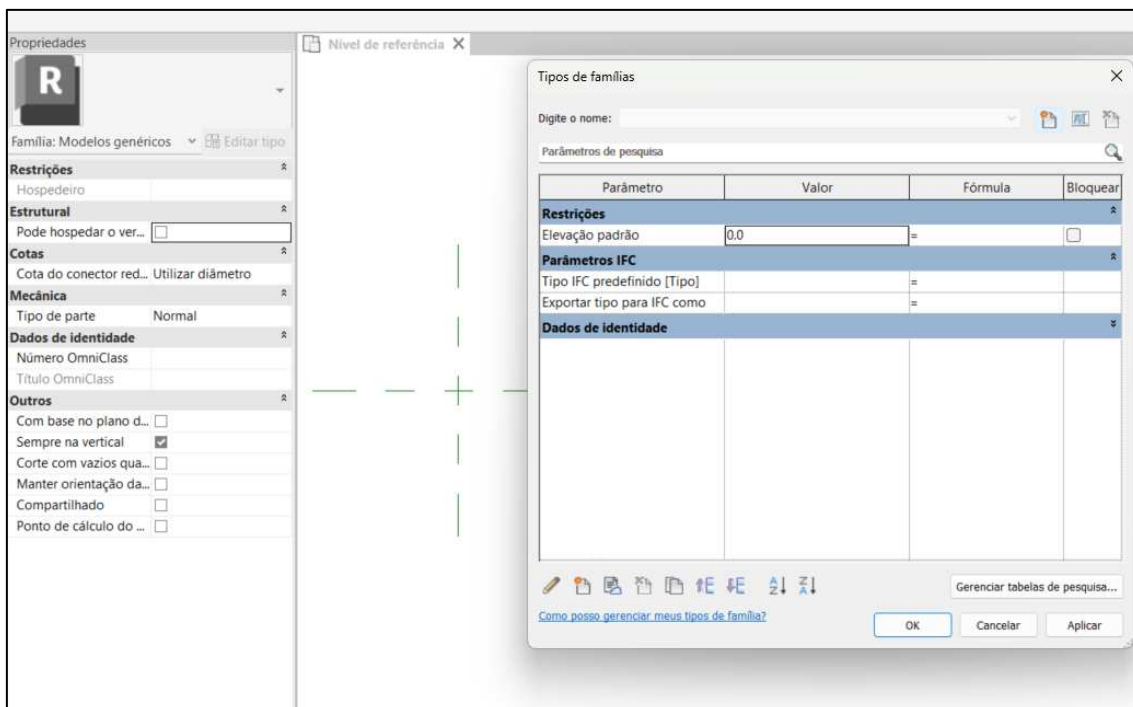 Propriedades
R
Família: Modelos genéricos
Editar tipo
Restrições
Hospedeiro
Estrutural
Pode hospedar o ver...
Cotas
Cota do conector red... Utilizar diâmetro
Mecânica
Tipo de parte Normal
Dados de identidade
Número OmniClass
Título OmniClass
Outros
Com base no plano d...
Sempre na vertical
Corte com vazios qua...
Manter orientação da...
Compartilhado
Ponto de cálculo do ...
Nível de referência
Tipos de famílias
Digite o nome:
Parâmetros de pesquisa
Parâmetro Valor Fórmula Bloquear
Restrições
Elevação padrão 0.0 =
Parâmetros IFC
Tipo IFC predefinido [Tipo] =
Exportar tipo para IFC como =
Dados de identidade
Gerenciar tabelas de pesquisa...
Como posso gerenciar meus tipos de família?
OK Cancelar Aplicar